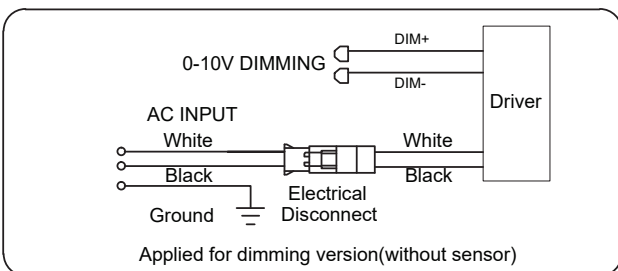 DIM+
0-10V DIMMING
DIM-
Driver
AC INPUT
White White
Black Black
Electrical
Disconnect
Ground
Applied for dimming version(without sensor)